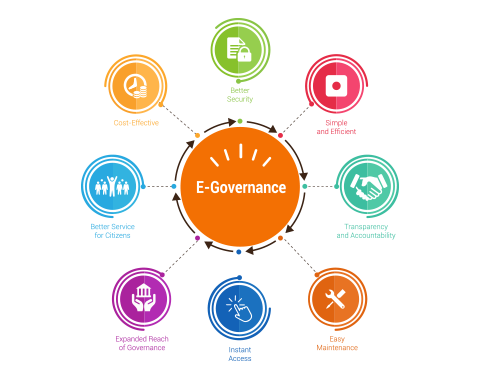 Better
Security
Cost-Effective
Simple
and Efficient
E-Governance
Better Service
for Citizens
Transparency
and Accountability
Expanded Reach
of Governance
Instant
Access
Easy
Maintenance